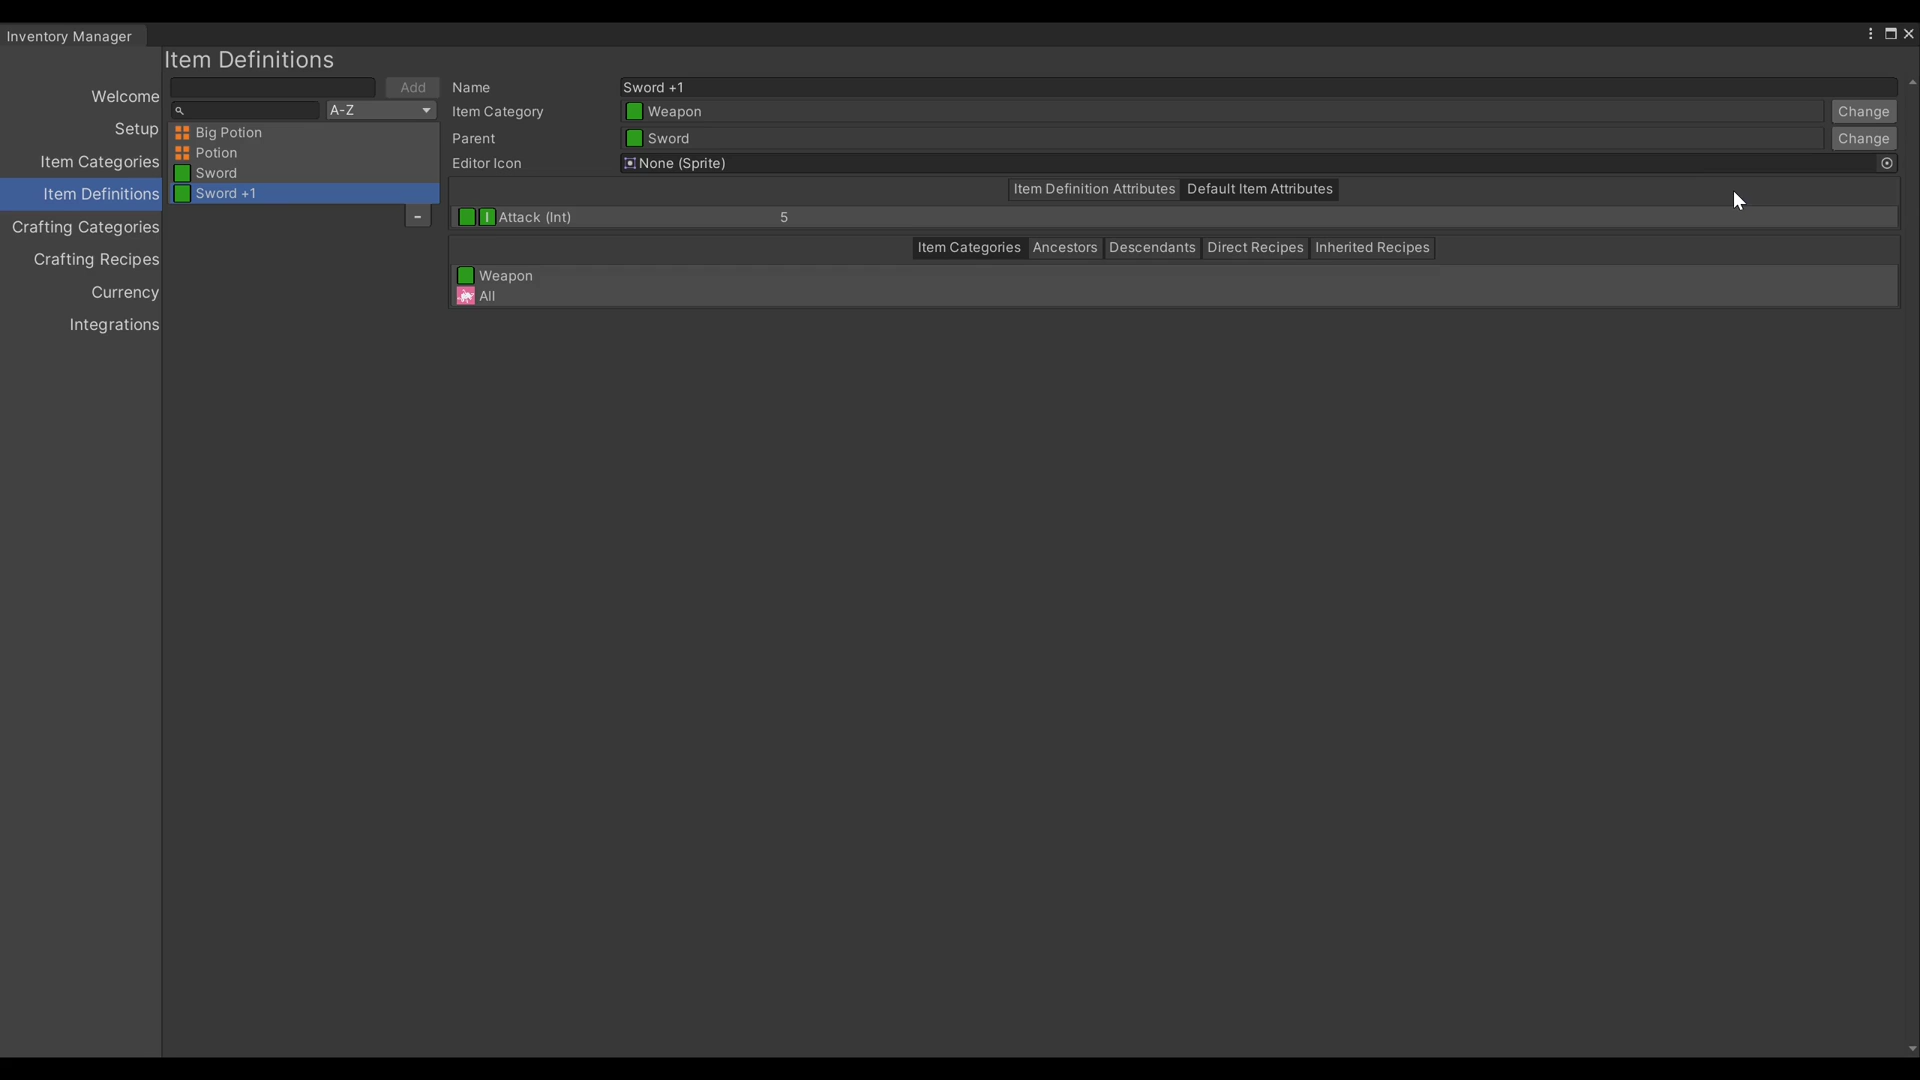 Inventory Manager
Item Definitions
Welcome
Setup
Item Categories
Item Definitions
Crafting Categories
Crafting Recipes
Currency
Integrations
Add
A-Z
Big Potion
Potion
Sword
Sword +1
-
Name
Sword +1
Item Category
Weapon
Change
Parent
Sword
Change
Editor Icon
None (Sprite)
Item Definition Attributes Default Item Attributes
I Attack (Int) 5
Item Categories Ancestors Descendants Direct Recipes Inherited Recipes
Weapon
All